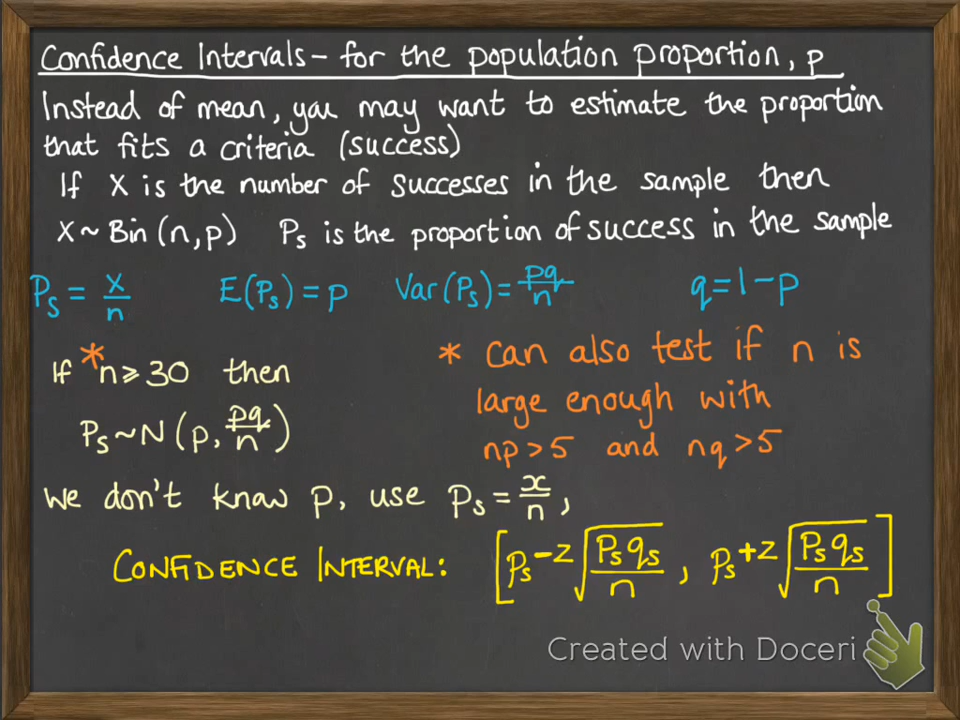 Confidence Intervals - for the population proportion, p
Instead of mean, you may want to estimate the proportion
that fits a criteria (success)
If X is the number of successes in the sample then
X ~ Bin (n, p)   Ps is the proportion of success in the sample
Ps = X/n   E(Ps) = p   Var(Ps) = pq/n   q = 1 - p
If *n ≥ 30 then
Ps ~ N (p, pq/n)
* can also test if n is
large enough with
np > 5 and nq > 5
We don't know p, use Ps = x/n,
CONFIDENCE INTERVAL: [Ps - z√(Ps qs/n), Ps + z√(Ps qs/n)]
Created with Doceri